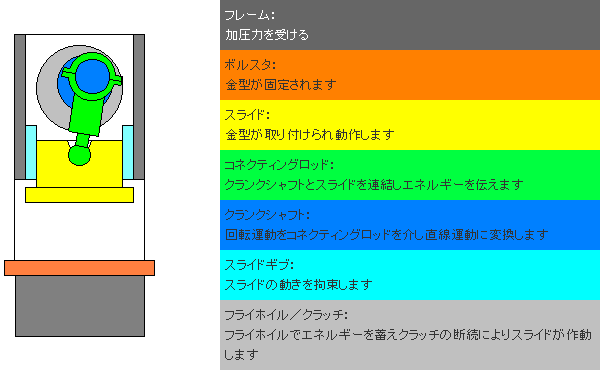 フレーム：
加圧力を受ける
ボルスタ：
金型が固定されます
スライド：
金型が取り付けられ動作します
コネクティングロッド：
クランクシャフトとスライドを連結しエネルギーを伝えます
クランクシャフト：
回転運動をコネクティングロッドを介し直線運動に変換します
スライドギブ：
スライドの動きを拘束します
フライホイル／クラッチ：
フライホイルでエネルギーを蓄えクラッチの断続によりスライドが作動
します